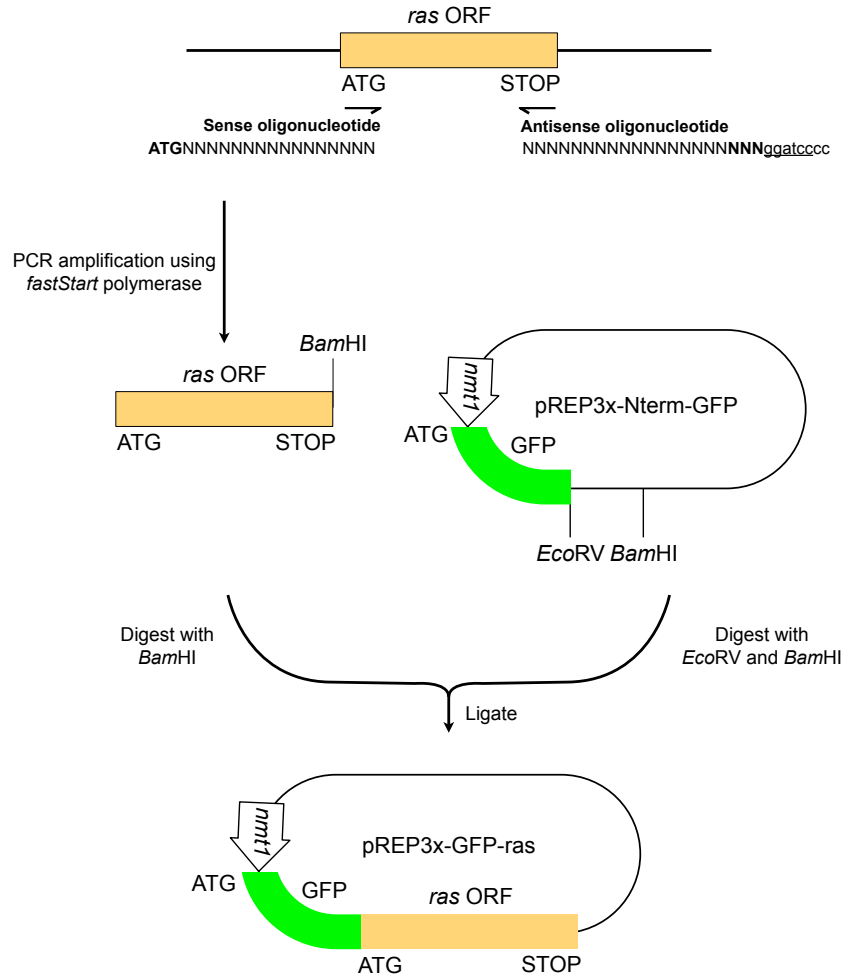 ras ORF
ATG STOP
Sense oligonucleotide
ATGNNNNNNNNNNNNNNNN
Antisense oligonucleotide
NNNNNNNNNNNNNNNNNNNNggatcccc
PCR amplification using
fastStart polymerase
BamHI
ras ORF
ATG STOP
nmt1
pREP3x-Nterm-GFP
ATG GFP
EcoRV BamHI
Digest with
BamHI
Digest with
EcoRV and BamHI
Ligate
nmt1
pREP3x-GFP-ras
ATG GFP ras ORF
ATG STOP